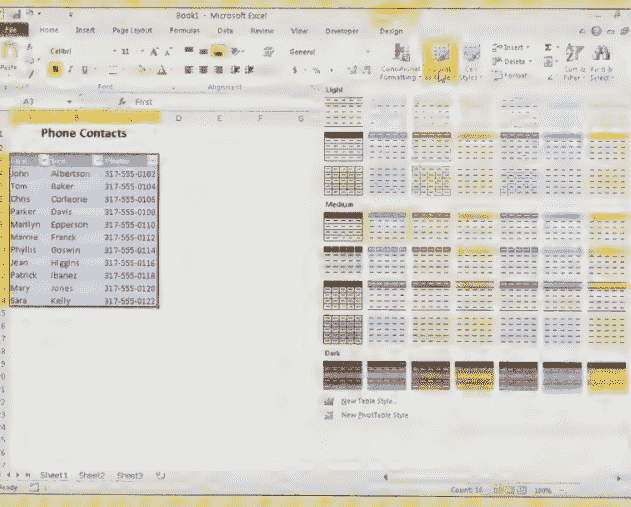 Book1 - Microsoft Excel
File Home Insert Page Layout Formulas Data Review View Developer Design
Paste Calibri 11 A A General Conditional Formatting Insert Delete Format Sort & Filter Find & Select
B I U $ %
Font Alignment
A3 fx First
Light
B D E F G
Phone Contacts
John Albertson 317-555-0102
Tom Baker 317-555-0104
Chris Corleone 317-555-0106
Parker Davis 317-555-0108
Marilyn Epperson 317-555-0110
Franck 317-555-0112
Phyllis Goswin 317-555-0114
Jean Higgins 317-555-0116
Patrick Ibanez 317-555-0118
Mary Jones 317-555-0120
Sara Kelly 317-555-0122
Medium
Dark
New Table Style...
New PivotTable Style
Sheet1 Sheet2 Sheet3
Ready 100%